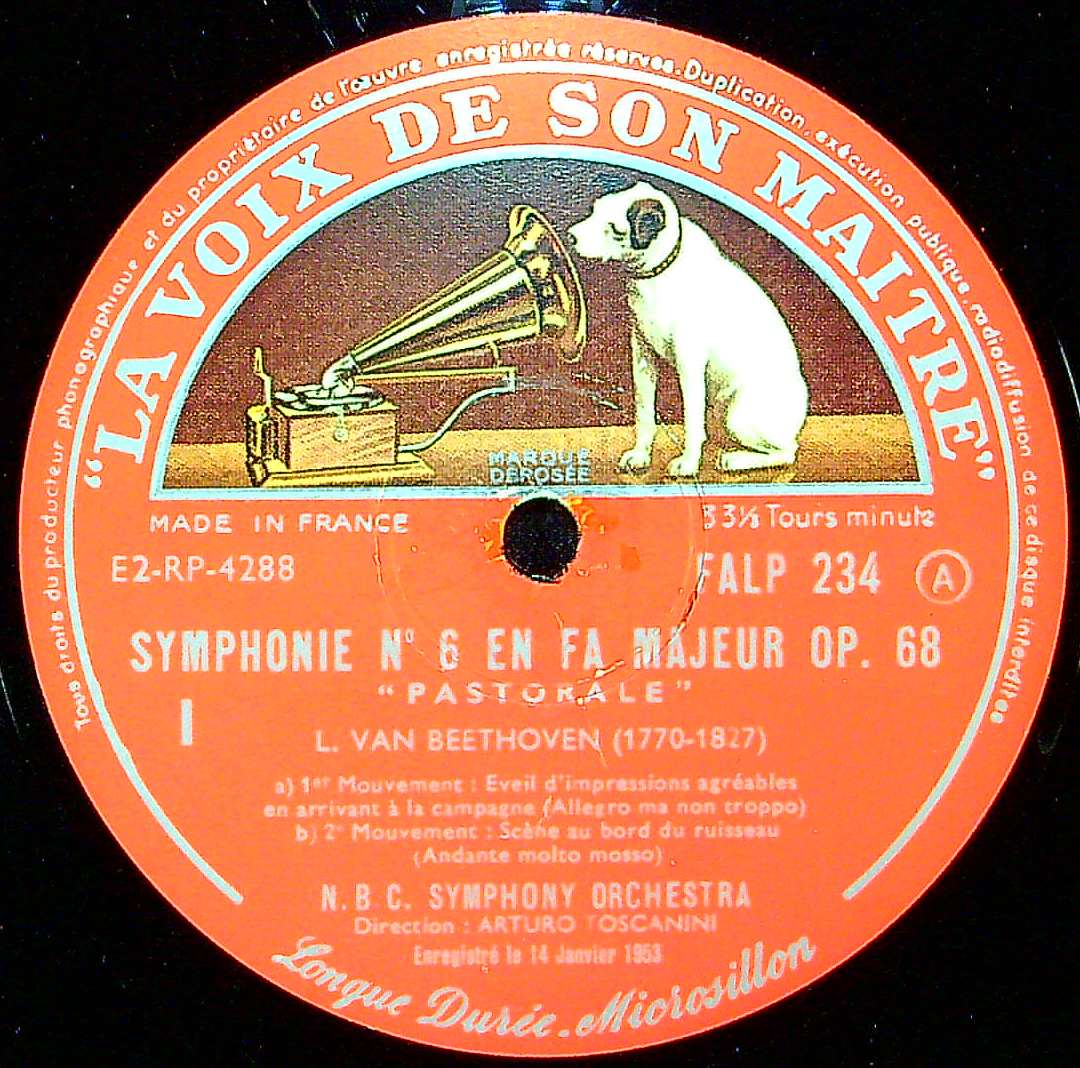 Tous droits du producteur phonographique et du propriétaire de l'œuvre enregistrée réservés. Duplication, exécution publique, radiodiffusion de ce disque interdites
"LA VOIX DE SON MAITRE"
MARQUE
DEPOSÉE
MADE IN FRANCE
33⅓ Tours minute
E2-RP-4288
FALP 234 A
SYMPHONIE Nº 6 EN FA MAJEUR OP. 68
"PASTORALE"
I
L. VAN BEETHOVEN (1770-1827)
a) 1er Mouvement : Eveil d'impressions agréables
en arrivant à la campagne (Allegro ma non troppo)
b) 2e Mouvement : Scène au bord du ruisseau
(Andante molto mosso)
N.B.C. SYMPHONY ORCHESTRA
Direction : ARTURO TOSCANINI
Enregistré le 14 Janvier 1953
Longue Durée - Microsillon